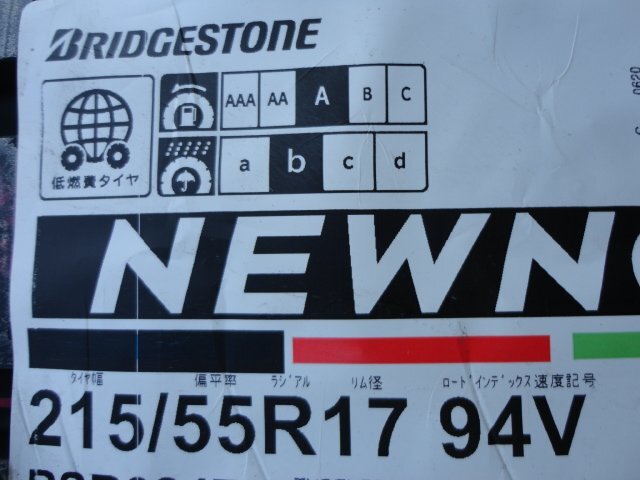 BRIDGESTONE
AAA AA A B C
a b c d
低燃費タイヤ
NEWN
タイヤ幅 偏平率 ラジアル リム径 ロードインデックス 速度記号
215/55R17 94V
0620